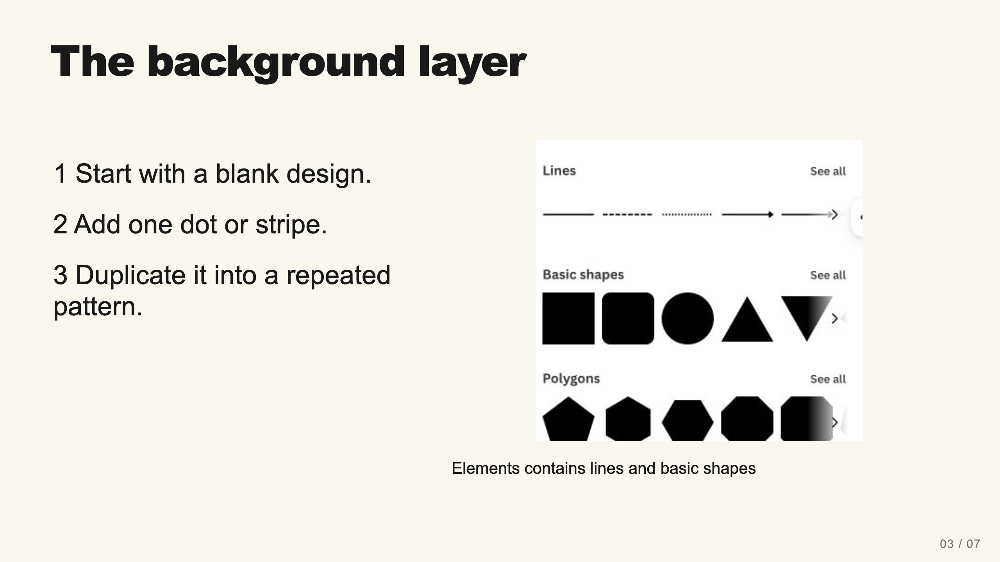 The background layer
1 Start with a blank design.
2 Add one dot or stripe.
3 Duplicate it into a repeated
pattern.
Lines See all
Basic shapes See all
Polygons See all
Elements contains lines and basic shapes
03 / 07